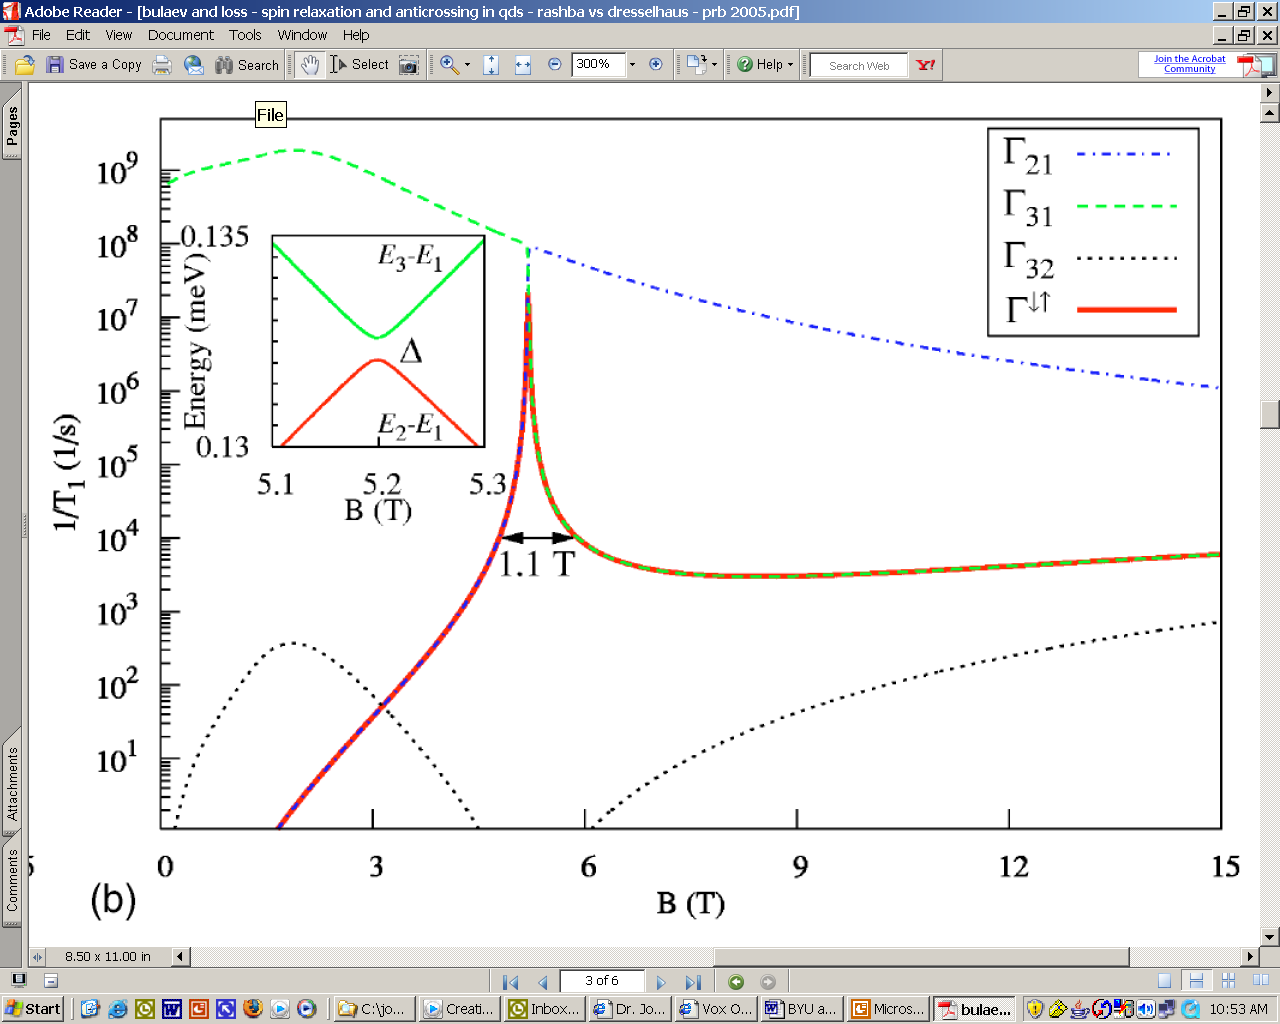 Adobe Reader - [bulaev and loss - spin relaxation and anticrossing in qds - rashba vs dresselhaus - prb 2005.pdf]
File Edit View Document Tools Window Help
Save a Copy Search Select 300% Help Search Web Y! Join the Acrobat Community
Pages
Attachments
Comments
File
10⁹
10⁸
10⁷
10⁶
10⁵
10⁴
10³
10²
10¹
1/T₁ (1/s)
Γ₂₁
Γ₃₁
Γ₃₂
Γ↓↑
0.135
0.13
Energy (meV)
E₃-E₁
Δ
E₂-E₁
5.1 5.2 5.3
B (T)
1.1 T
0 3 6 9 12 15
B (T)
(b)
8.50 x 11.00 in
3 of 6
Start C:\jo... Creati... Inbox... Dr. Jo... Vox O... BYU a... Micros... bulae... 10:53 AM